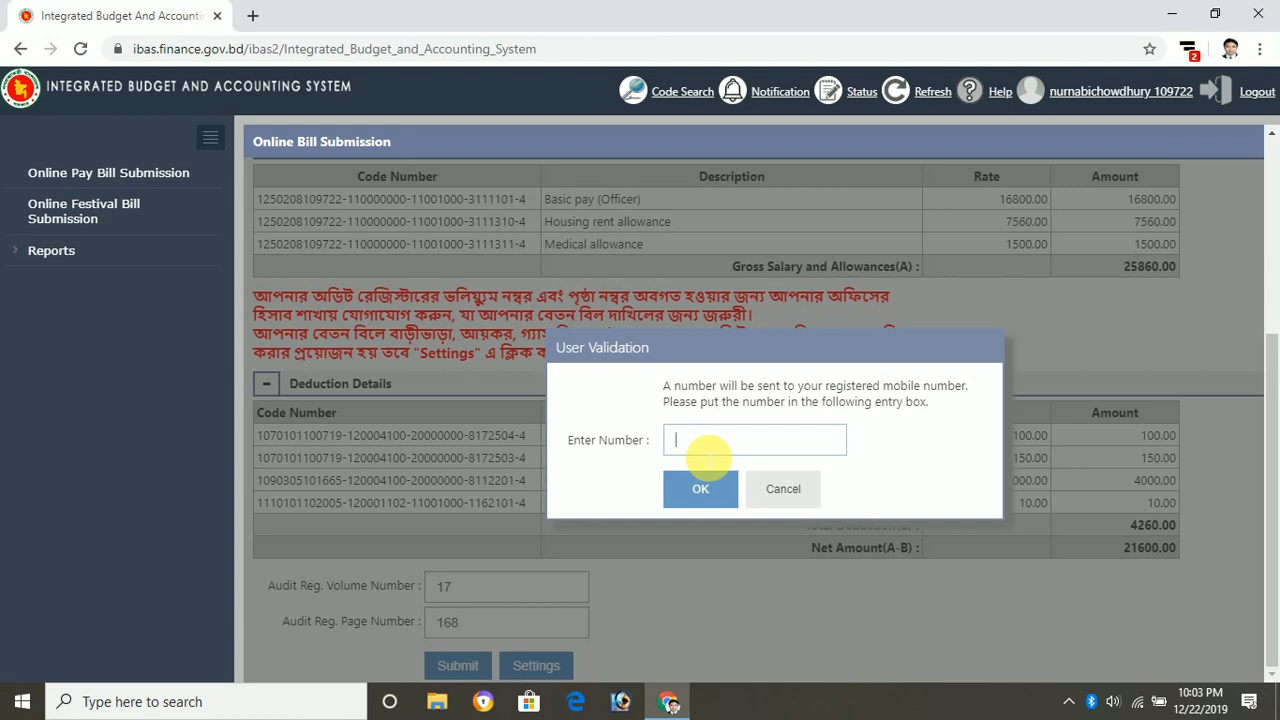 Integrated Budget And Accounti
ibas.finance.gov.bd/ibas2/Integrated_Budget_and_Accounting_System
2
INTEGRATED BUDGET AND ACCOUNTING SYSTEM
Code Search
Notification
Status
Refresh
Help
nurnabichowdhury 109722
Logout
Online Pay Bill Submission
Online Festival Bill
Submission
Reports
Online Bill Submission
Code Number Description Rate Amount
1250208109722-110000000-11001000-3111101-4 Basic pay (Officer) 16800.00 16800.00
1250208109722-110000000-11001000-3111310-4 Housing rent allowance 7560.00 7560.00
1250208109722-110000000-11001000-3111311-4 Medical allowance 1500.00 1500.00
Gross Salary and Allowances(A) : 25860.00
আপনার অডিট রেজিস্টারের ভলিয়্যুম নম্বর এবং পৃষ্ঠা নম্বর অবগত হওয়ার জন্য আপনার অফিসের
হিসাব শাখায় যোগাযোগ করুন, যা আপনার বেতন বিল দাখিলের জন্য জরুরী।
আপনার বেতন বিলে বাড়ীভাড়া, আয়কর,
করার প্রয়োজন হয় তবে "Settings" এ ক্লিক
User Validation
A number will be sent to your registered mobile number.
Please put the number in the following entry box.
Enter Number :
OK
Cancel
Deduction Details
Code Number Amount
1070101100719-120004100-20000000-8172504-4 100.00 100.00
1070101100719-120004100-20000000-8172503-4 150.00 150.00
1090305101665-120001100-20000000-8112201-4 000.00 4000.00
1110101102005-120001102-11001000-1162101-4 10.00 10.00
4260.00
Net Amount(A-B) : 21600.00
Audit Reg. Volume Number : 17
Audit Reg. Page Number : 168
Submit
Settings
Type here to search
10:03 PM
12/22/2019